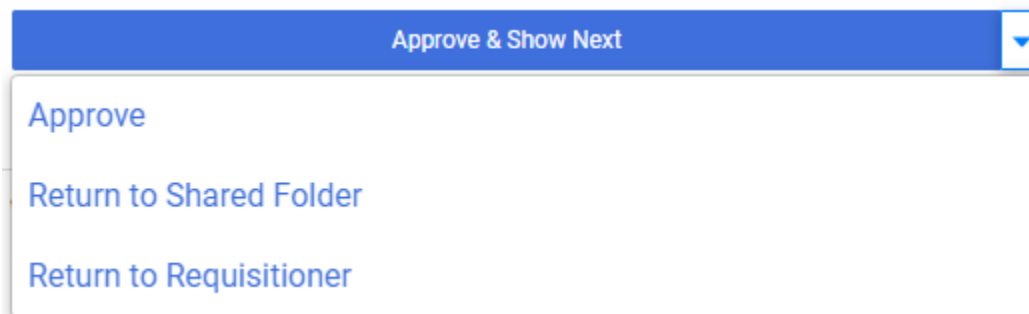 Approve & Show Next
Approve
Return to Shared Folder
Return to Requisitioner